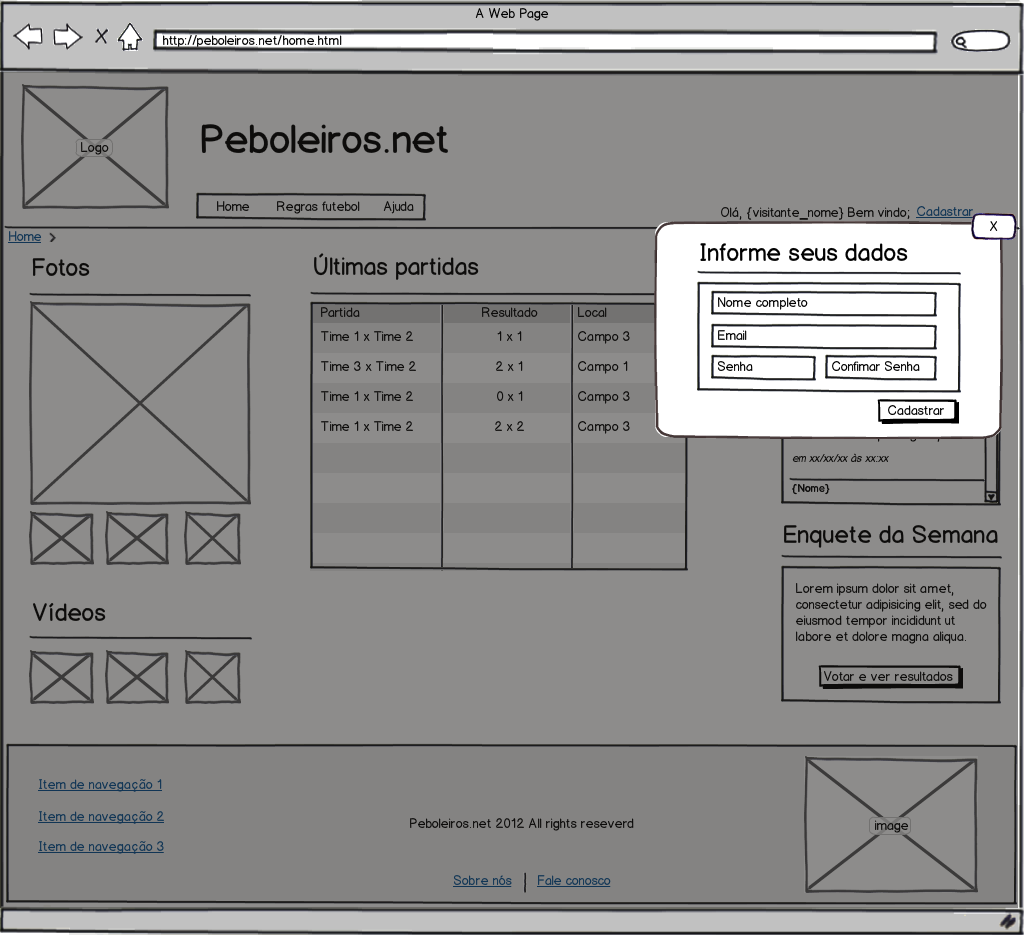 A Web Page
http://peboleiros.net/home.html
Logo
Peboleiros.net
Home Regras futebol Ajuda
Olá, {visitante_nome} Bem vindo; Cadastrar
Home
X
Informe seus dados
Nome completo
Email
Senha Confimar Senha
Cadastrar
Fotos
Últimas partidas
Partida Resultado Local
Time 1 x Time 2 1 x 1 Campo 3
Time 3 x Time 2 2 x 1 Campo 1
Time 1 x Time 2 0 x 1 Campo 3
Time 1 x Time 2 2 x 2 Campo 3
em xx/xx/xx às xx:xx
{Nome}
Enquete da Semana
Lorem ipsum dolor sit amet,
consectetur adipisicing elit, sed do
eiusmod tempor incididunt ut
labore et dolore magna aliqua.
Votar e ver resultados
Vídeos
Item de navegação 1
Item de navegação 2
Item de navegação 3
Peboleiros.net 2012 All rights reseverd
Sobre nós Fale conosco
image